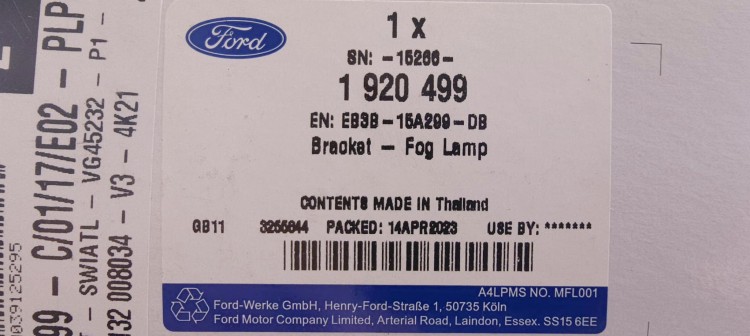 Ford
1 x
SN: -15266-
1 920 499
EN: EB3B-15A299-DB
Bracket - Fog Lamp
CONTENTS MADE IN Thailand
GB11 3255644 PACKED: 14APR2023 USE BY: *******
A4LPMS NO. MFL001
Ford-Werke GmbH, Henry-Ford-Straße 1, 50735 Köln
Ford Motor Company Limited, Arterial Road, Laindon, Essex. SS15 6EE
99 - C/01/17/E02 - PLP
- SWIATL - VG45232 - P1 -
132 008034 - V3 - 4K21
0039125295